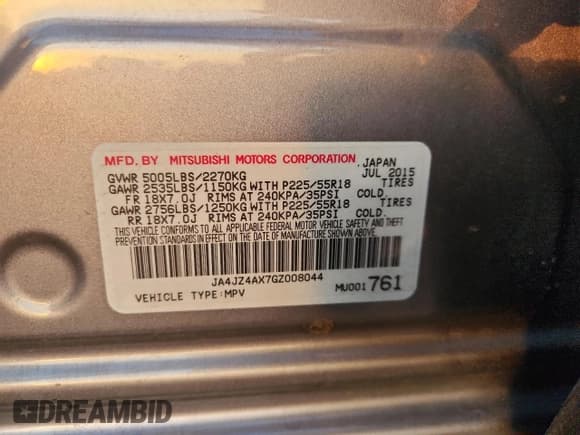 MFD. BY MITSUBISHI MOTORS CORPORATION, JAPAN
GVWR 5005LBS/2270KG JUL 2015
GAWR 2535LBS/1150KG WITH P225/55R18 TIRES
FR 18X7.0J RIMS AT 240KPA/35PSI COLD.
GAWR 2756LBS/1250KG WITH P225/55R18 TIRES
RR 18X7.0J RIMS AT 240KPA/35PSI COLD.
THIS VEHICLE CONFORMS TO ALL APPLICABLE FEDERAL MOTOR VEHICLE SAFETY AND THEFT
PREVENTION STANDARDS IN EFFECT ON THE DATE OF MANUFACTURE SHOWN ABOVE.
JA4JZ4AX7GZ008044
VEHICLE TYPE:MPV MU001 761
DREAMBID